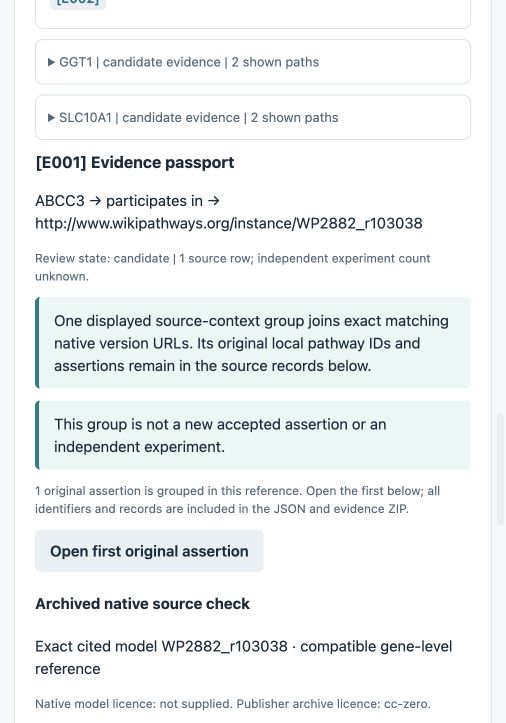 [E002]
▶ GGT1 | candidate evidence | 2 shown paths
▶ SLC10A1 | candidate evidence | 2 shown paths
[E001] Evidence passport
ABCC3 → participates in →
http://www.wikipathways.org/instance/WP2882_r103038
Review state: candidate | 1 source row; independent experiment count
unknown.
One displayed source-context group joins exact matching
native version URLs. Its original local pathway IDs and
assertions remain in the source records below.
This group is not a new accepted assertion or an
independent experiment.
1 original assertion is grouped in this reference. Open the first below; all
identifiers and records are included in the JSON and evidence ZIP.
Open first original assertion
Archived native source check
Exact cited model WP2882_r103038 · compatible gene-level
reference
Native model licence: not supplied. Publisher archive licence: cc-zero.